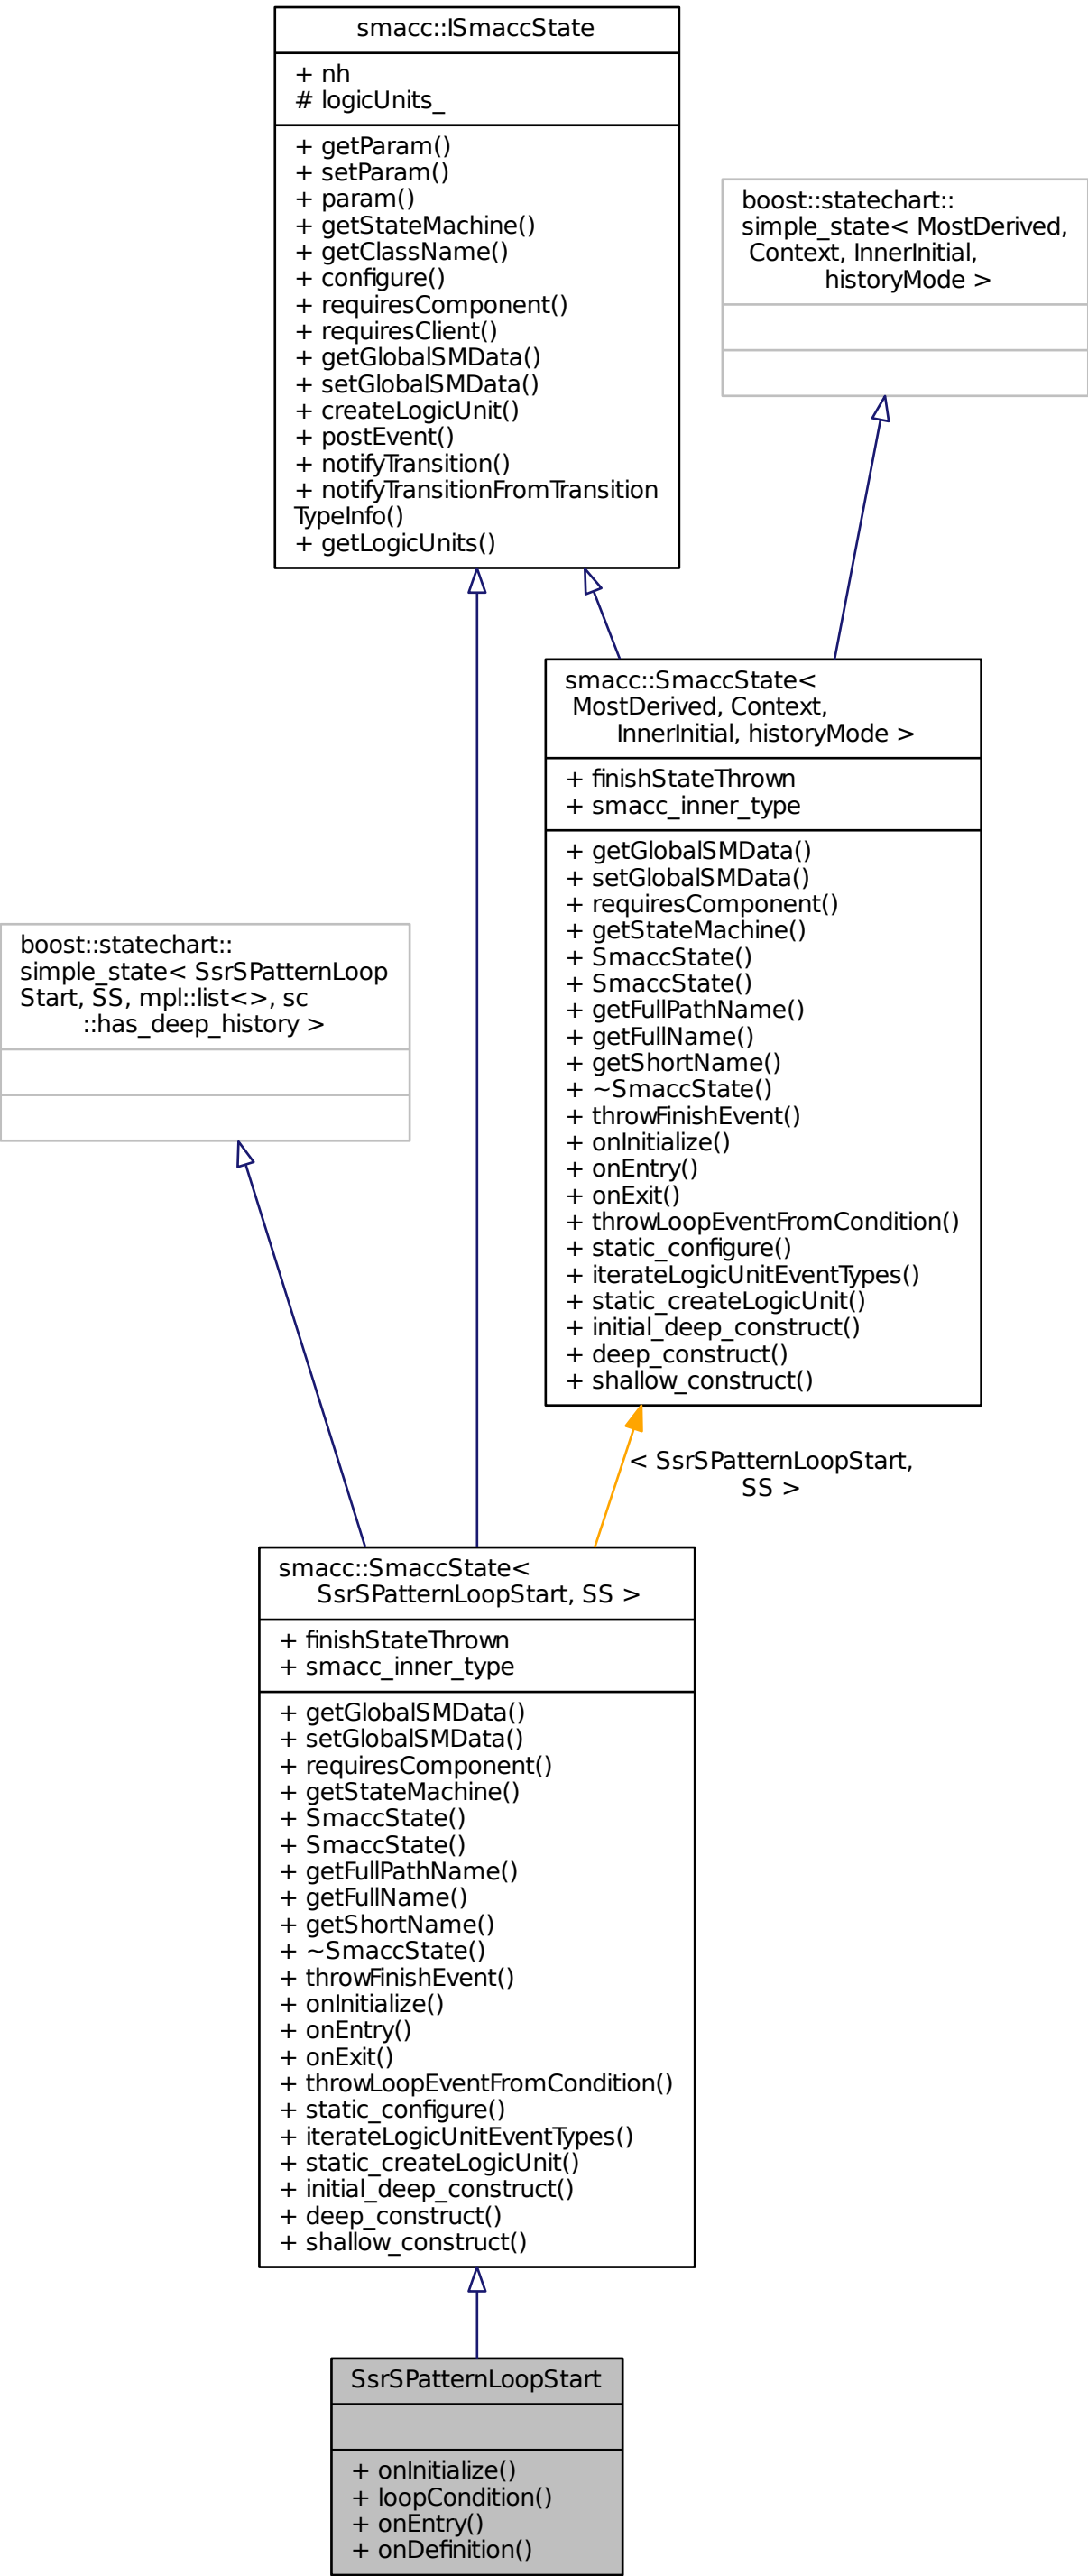 smacc::ISmaccState
+ nh
# logicUnits_
+ getParam()
+ setParam()
+ param()
+ getStateMachine()
+ getClassName()
+ configure()
+ requiresComponent()
+ requiresClient()
+ getGlobalSMData()
+ setGlobalSMData()
+ createLogicUnit()
+ postEvent()
+ notifyTransition()
+ notifyTransitionFromTransition
TypeInfo()
+ getLogicUnits()
boost::statechart::
simple_state< MostDerived,
Context, InnerInitial,
historyMode >
smacc::SmaccState<
MostDerived, Context,
InnerInitial, historyMode >
+ finishStateThrown
+ smacc_inner_type
+ getGlobalSMData()
+ setGlobalSMData()
+ requiresComponent()
+ getStateMachine()
+ SmaccState()
+ SmaccState()
+ getFullPathName()
+ getFullName()
+ getShortName()
+ ~SmaccState()
+ throwFinishEvent()
+ onInitialize()
+ onEntry()
+ onExit()
+ throwLoopEventFromCondition()
+ static_configure()
+ iterateLogicUnitEventTypes()
+ static_createLogicUnit()
+ initial_deep_construct()
+ deep_construct()
+ shallow_construct()
boost::statechart::
simple_state< SsrSPatternLoop
Start, SS, mpl::list<>, sc
::has_deep_history >
< SsrSPatternLoopStart,
SS >
smacc::SmaccState<
SsrSPatternLoopStart, SS >
+ finishStateThrown
+ smacc_inner_type
+ getGlobalSMData()
+ setGlobalSMData()
+ requiresComponent()
+ getStateMachine()
+ SmaccState()
+ SmaccState()
+ getFullPathName()
+ getFullName()
+ getShortName()
+ ~SmaccState()
+ throwFinishEvent()
+ onInitialize()
+ onEntry()
+ onExit()
+ throwLoopEventFromCondition()
+ static_configure()
+ iterateLogicUnitEventTypes()
+ static_createLogicUnit()
+ initial_deep_construct()
+ deep_construct()
+ shallow_construct()
SsrSPatternLoopStart
+ onInitialize()
+ loopCondition()
+ onEntry()
+ onDefinition()